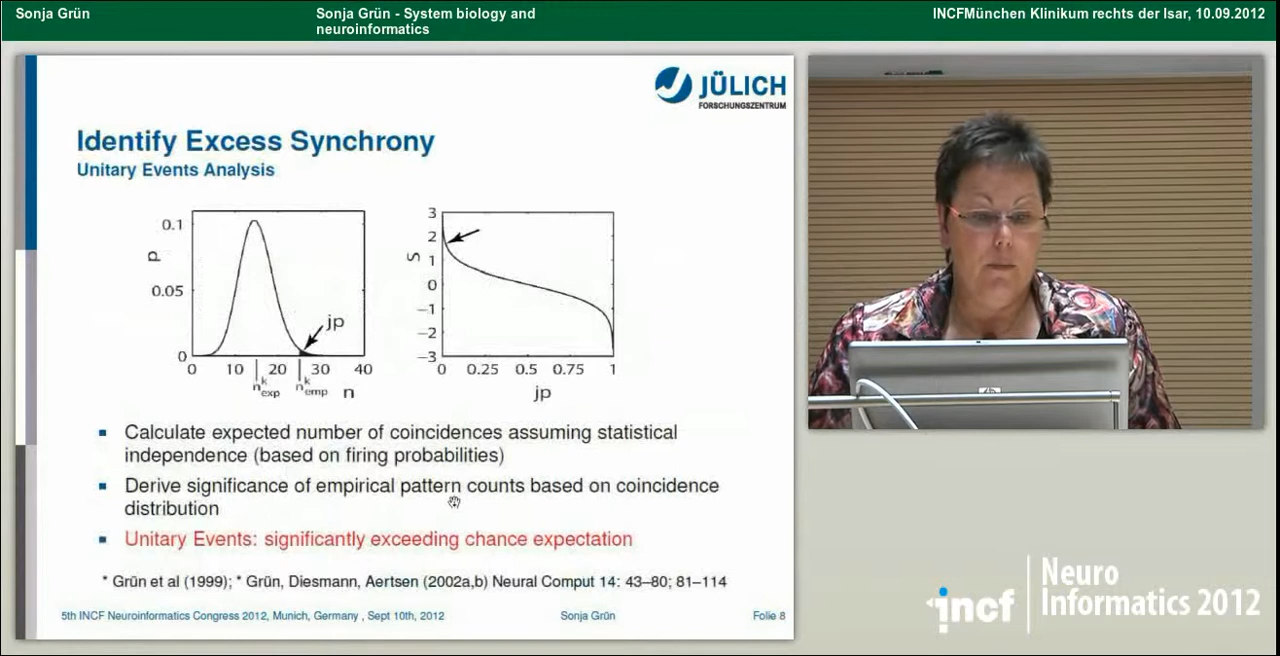 Sonja Grün
Sonja Grün - System biology and
neuroinformatics
INCFMünchen Klinikum rechts der Isar, 10.09.2012
JÜLICH
FORSCHUNGSZENTRUM
Identify Excess Synchrony
Unitary Events Analysis
0.1
p
0.05
0
jp
0 10 20 30 40
n^k_exp n^k_emp n
3
2
S 1
0
−1
−2
−3
0 0.25 0.5 0.75 1
jp
▪ Calculate expected number of coincidences assuming statistical
independence (based on firing probabilities)
▪ Derive significance of empirical pattern counts based on coincidence
distribution
▪ Unitary Events: significantly exceeding chance expectation
* Grün et al (1999); * Grün, Diesmann, Aertsen (2002a,b) Neural Comput 14: 43–80; 81–114
5th INCF Neuroinformatics Congress 2012, Munich, Germany , Sept 10th, 2012 Sonja Grün Folie 8
hp
incf
Neuro
Informatics 2012